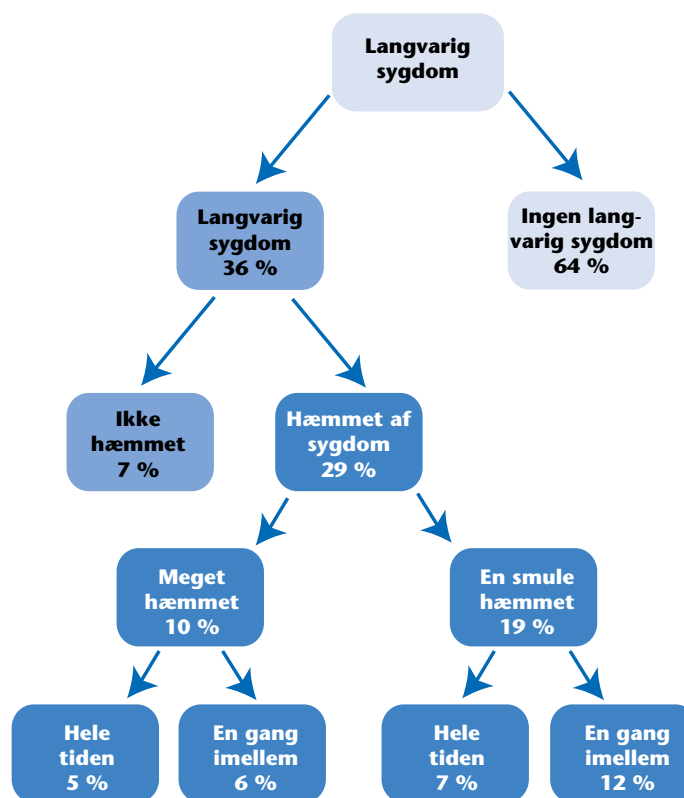 Langvarig
sygdom
Langvarig
sygdom
36 %
Ingen lang-
varig sygdom
64 %
Ikke
hæmmet
7 %
Hæmmet af
sygdom
29 %
Meget
hæmmet
10 %
En smule
hæmmet
19 %
Hele
tiden
5 %
En gang
imellem
6 %
Hele
tiden
7 %
En gang
imellem
12 %